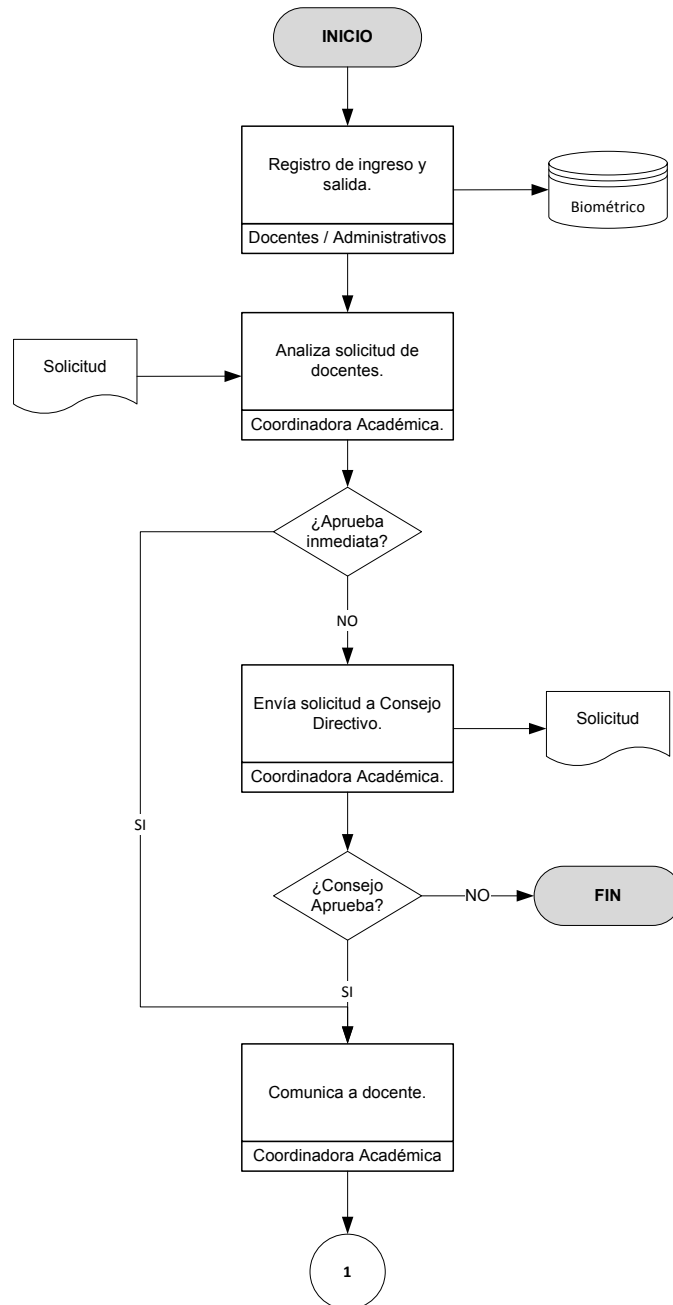 INICIO
Registro de ingreso y
salida.
Docentes / Administrativos
Biométrico
Solicitud
Analiza solicitud de
docentes.
Coordinadora Académica.
¿Aprueba
inmediata?
NO
Envía solicitud a Consejo
Directivo.
Coordinadora Académica.
Solicitud
SI
¿Consejo
Aprueba?
NO
FIN
SI
Comunica a docente.
Coordinadora Académica
1